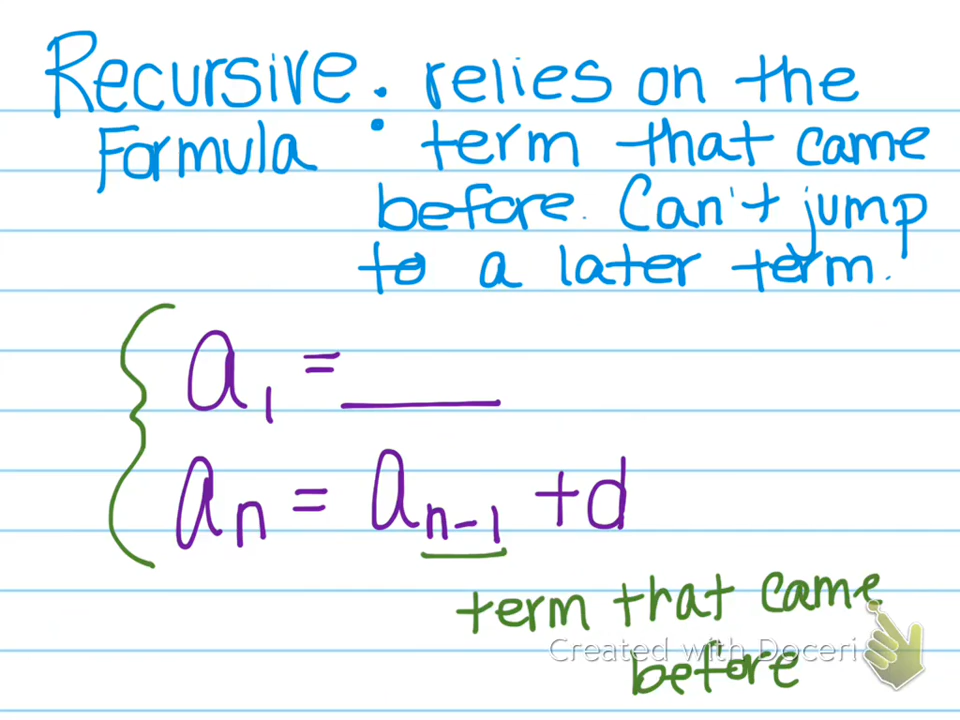 Recursive : relies on the
Formula term that came
before. Can't jump
to a later term.
a₁ = ____
aₙ = aₙ₋₁ + d
term that came
Created with Doceri
before